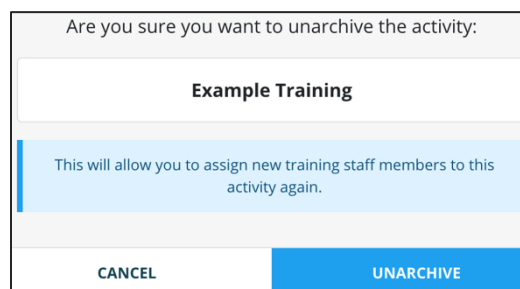 Are you sure you want to unarchive the activity:
Example Training
This will allow you to assign new training staff members to this
activity again.
CANCEL
UNARCHIVE